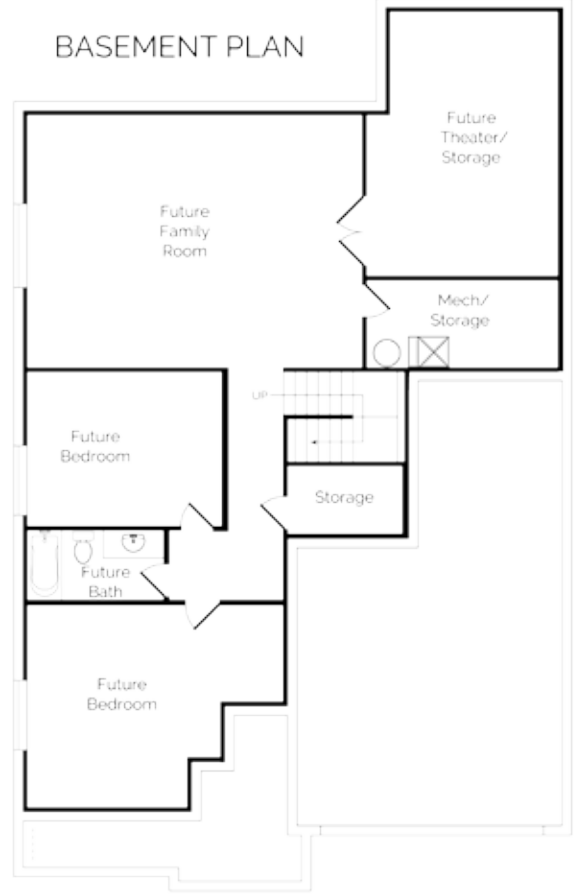 BASEMENT PLAN
Future
Theater/
Storage
Future
Family
Room
Mech/
Storage
UP
Future
Bedroom
Storage
Future
Bath
Future
Bedroom